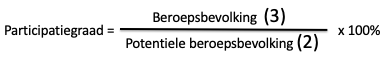 Beroepsbevolking (3)
Participatiegraad = x 100%
Potentiele beroepsbevolking (2)